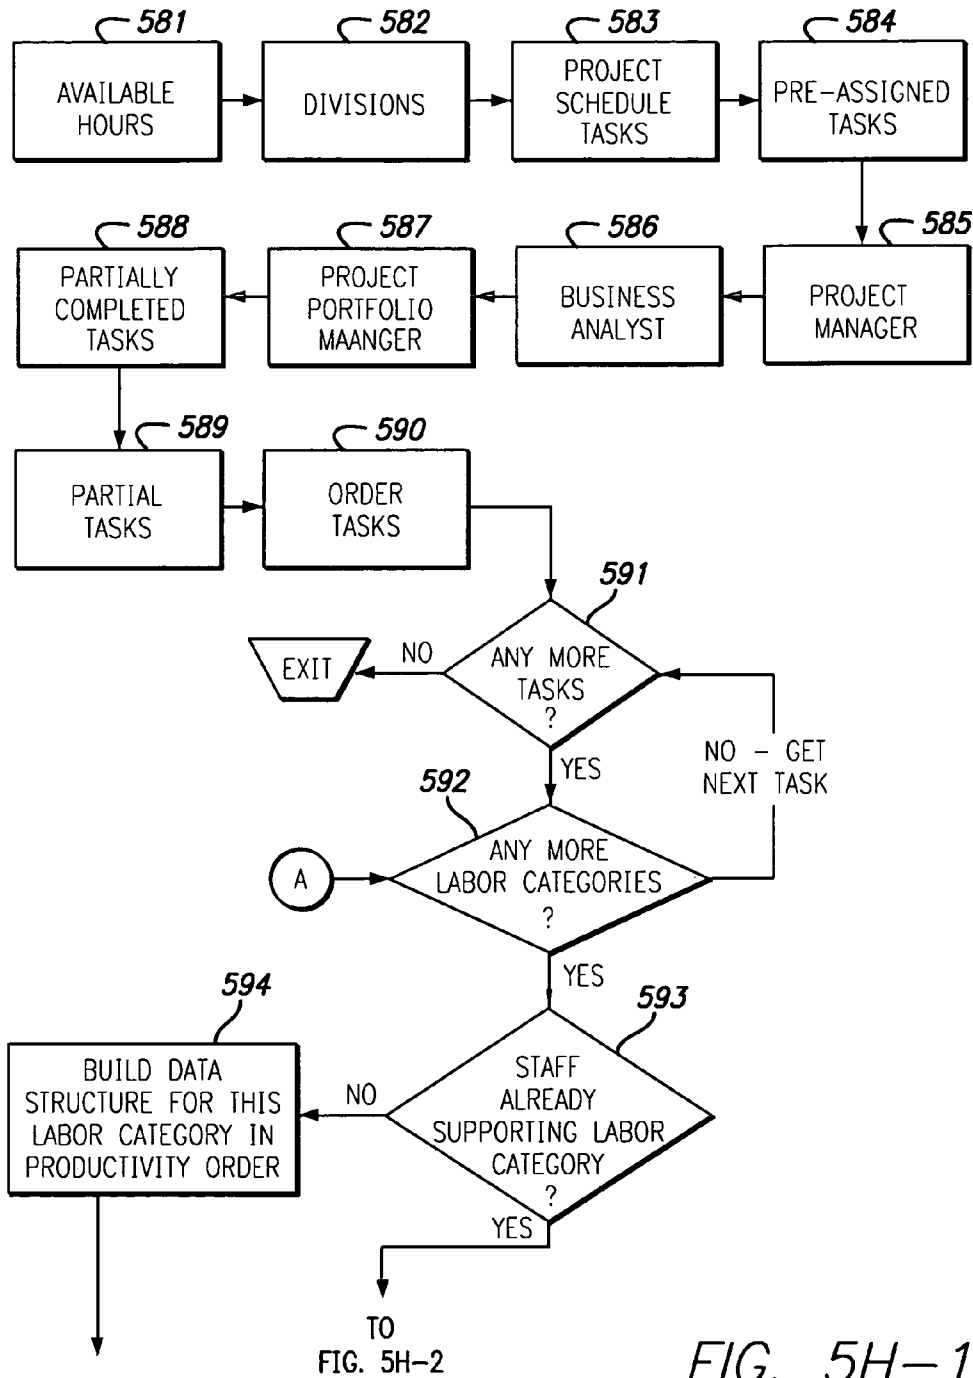 581
582
583
584
AVAILABLE
HOURS
DIVISIONS
PROJECT
SCHEDULE
TASKS
PRE-ASSIGNED
TASKS
588
587
586
585
PARTIALLY
COMPLETED
TASKS
PROJECT
PORTFOLIO
MAANGER
BUSINESS
ANALYST
PROJECT
MANAGER
589
590
PARTIAL
TASKS
ORDER
TASKS
591
EXIT
NO
ANY MORE
TASKS
?
YES
NO - GET
NEXT TASK
592
A
ANY MORE
LABOR CATEGORIES
?
YES
594
593
BUILD DATA
STRUCTURE FOR THIS
LABOR CATEGORY IN
PRODUCTIVITY ORDER
NO
STAFF
ALREADY
SUPPORTING LABOR
CATEGORY
?
YES
TO
FIG. 5H-2
FIG. 5H-1